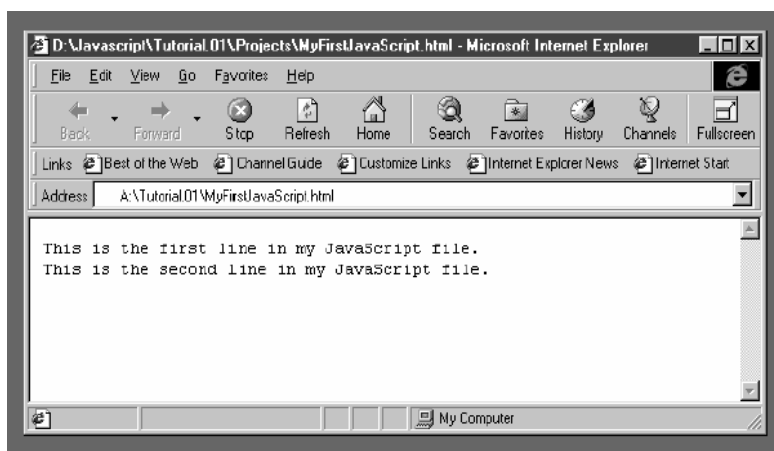 D:\Javascript\Tutorial.01\Projects\MyFirstJavaScript.html - Microsoft Internet Explorer
File Edit View Go Favorites Help
Back Forward Stop Refresh Home Search Favorites History Channels Fullscreen
Links Best of the Web Channel Guide Customize Links Internet Explorer News Internet Start
Address A:\Tutorial.01\MyFirstJavaScript.html
This is the first line in my JavaScript file.
This is the second line in my JavaScript file.
My Computer